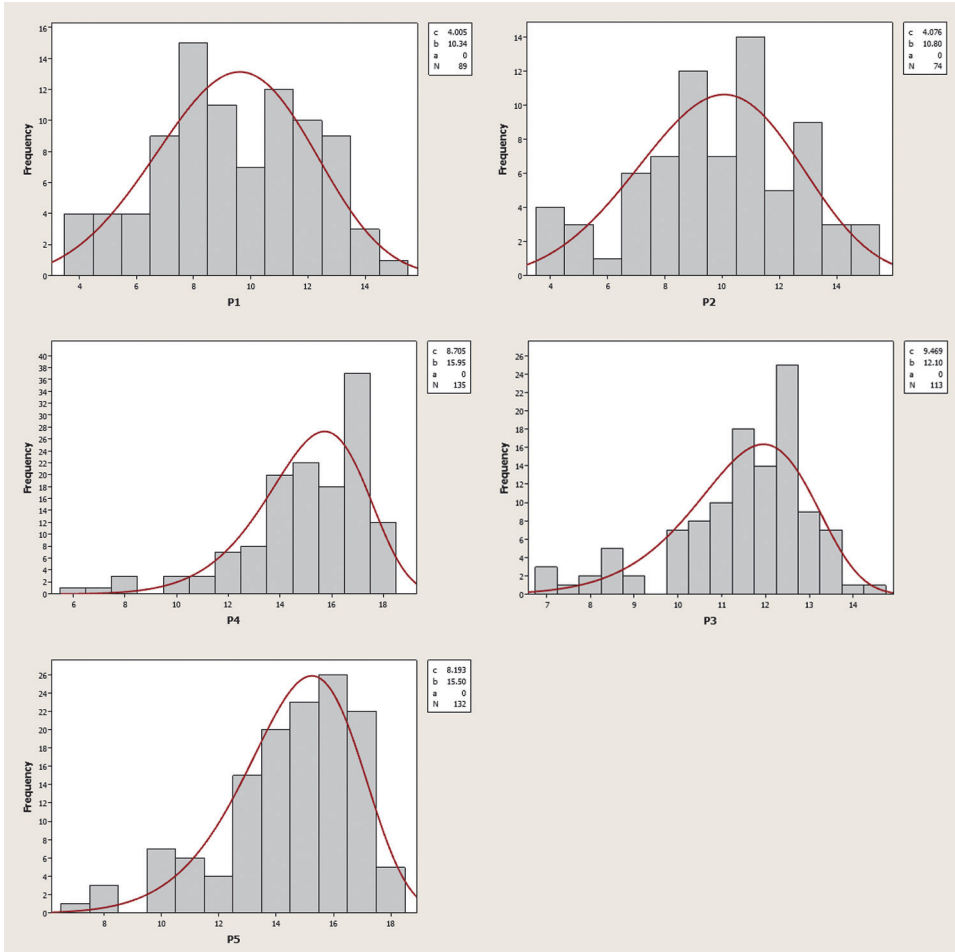 16
14
12
10
8
6
4
2
0
Frequency
4 6 8 10 12 14
P1
c 4.005
b 10.34
a 0
N 89
14
12
10
8
6
4
2
0
Frequency
4 6 8 10 12 14
P2
c 4.076
b 10.80
a 0
N 74
40
38
36
34
32
30
28
26
24
22
20
18
16
14
12
10
8
6
4
2
0
Frequency
6 8 10 12 14 16 18
P4
c 8.705
b 15.95
a 0
N 135
26
24
22
20
18
16
14
12
10
8
6
4
2
0
Frequency
7 8 9 10 11 12 13 14
P3
c 9.469
b 12.10
a 0
N 113
26
24
22
20
18
16
14
12
10
8
6
4
2
0
Frequency
8 10 12 14 16 18
P5
c 8.193
b 15.50
a 0
N 132